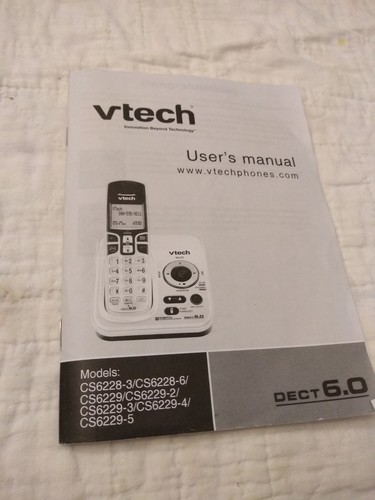 vtech
Innovation Beyond Technology
User's manual
www.vtechphones.com
vtech
vtech
Models:
CS6228-3/CS6228-6/
CS6229/CS6229-2/
CS6229-3/CS6229-4/
CS6229-5
DECT 6.0